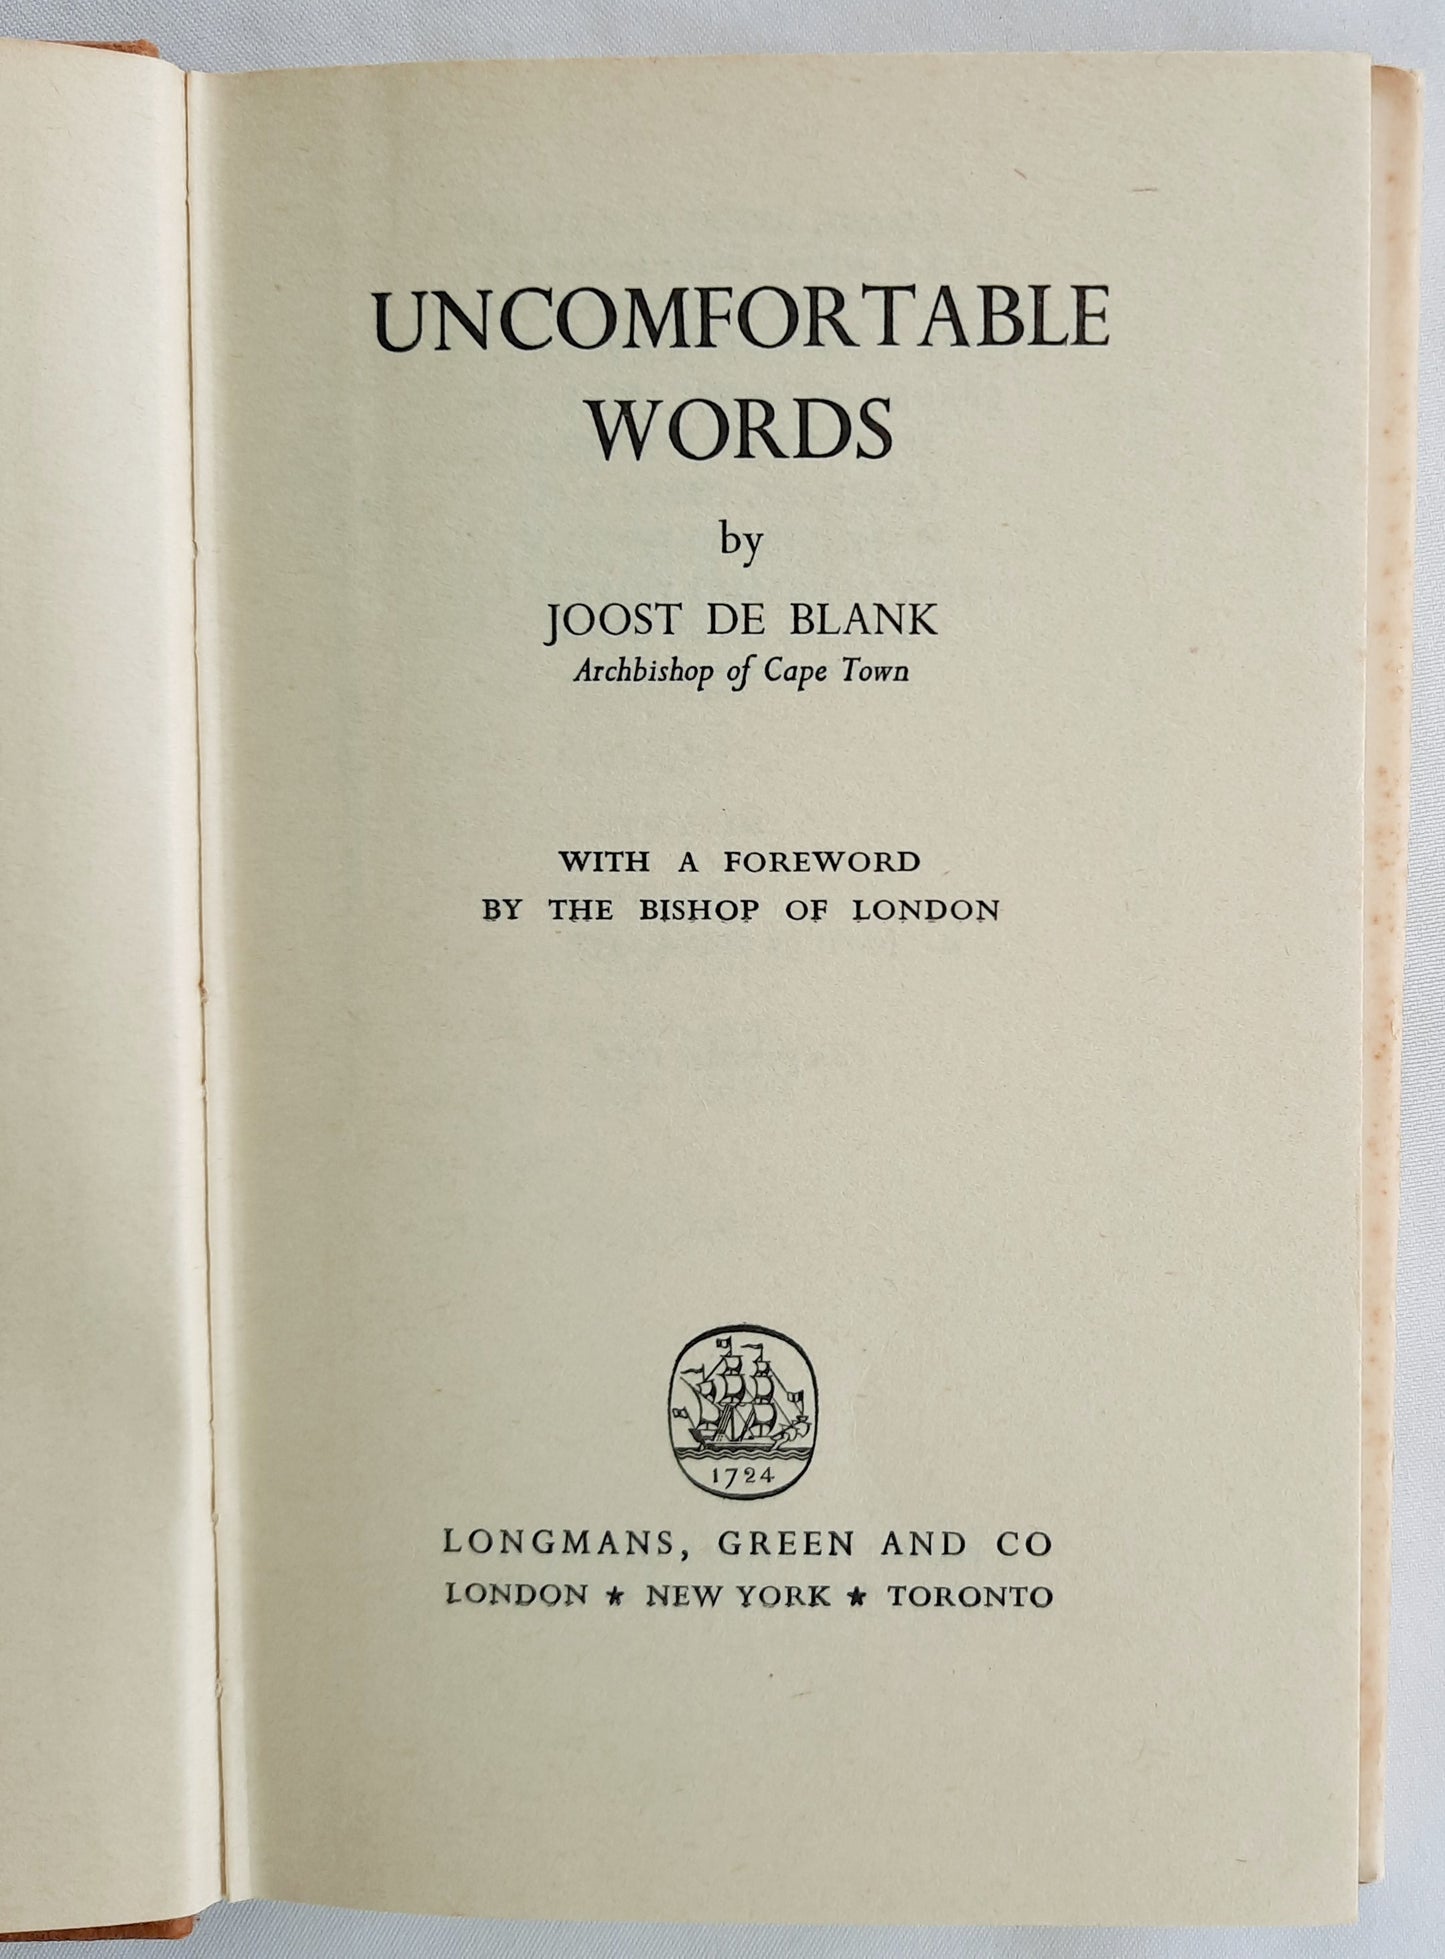 UNCOMFORTABLE
WORDS
by
JOOST DE BLANK
Archbishop of Cape Town
WITH A FOREWORD
BY THE BISHOP OF LONDON
1724
LONGMANS, GREEN AND CO
LONDON ★ NEW YORK ★ TORONTO